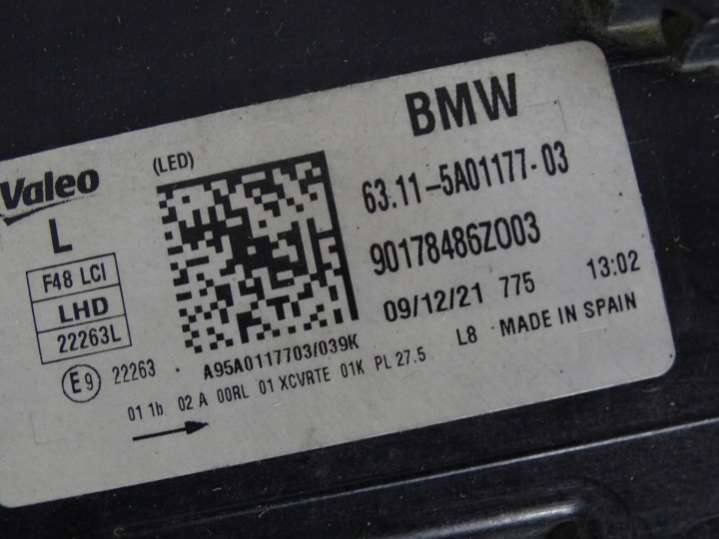 BMW
(LED)
Valeo
L
63.11-5A01177-03
90178486Z003
F48 LCI
LHD
22263L
09/12/21 775 13:02
L8 MADE IN SPAIN
A95A0117703/039K
E9 22263
01 1b 02 A 00RL 01 XCVRTE 01K PL 27.5